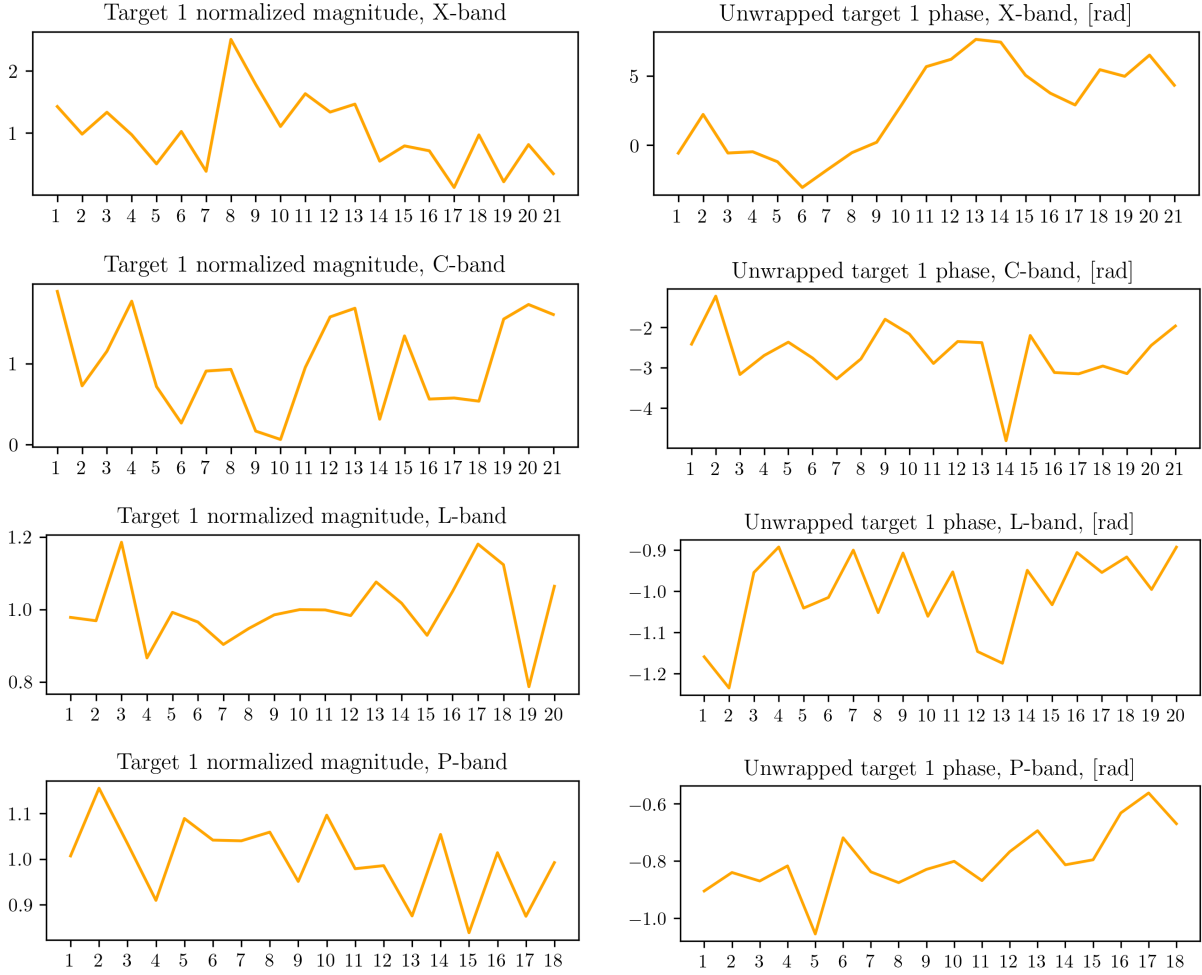 Target 1 normalized magnitude, X-band
2
1
1 2 3 4 5 6 7 8 9 10 11 12 13 14 15 16 17 18 19 20 21
Unwrapped target 1 phase, X-band, [rad]
5
0
1 2 3 4 5 6 7 8 9 10 11 12 13 14 15 16 17 18 19 20 21
Target 1 normalized magnitude, C-band
1
0
1 2 3 4 5 6 7 8 9 10 11 12 13 14 15 16 17 18 19 20 21
Unwrapped target 1 phase, C-band, [rad]
−2
−3
−4
1 2 3 4 5 6 7 8 9 10 11 12 13 14 15 16 17 18 19 20 21
Target 1 normalized magnitude, L-band
1.2
1.0
0.8
1 2 3 4 5 6 7 8 9 10 11 12 13 14 15 16 17 18 19 20
Unwrapped target 1 phase, L-band, [rad]
−0.9
−1.0
−1.1
−1.2
1 2 3 4 5 6 7 8 9 10 11 12 13 14 15 16 17 18 19 20
Target 1 normalized magnitude, P-band
1.1
1.0
0.9
1 2 3 4 5 6 7 8 9 10 11 12 13 14 15 16 17 18
Unwrapped target 1 phase, P-band, [rad]
−0.6
−0.8
−1.0
1 2 3 4 5 6 7 8 9 10 11 12 13 14 15 16 17 18